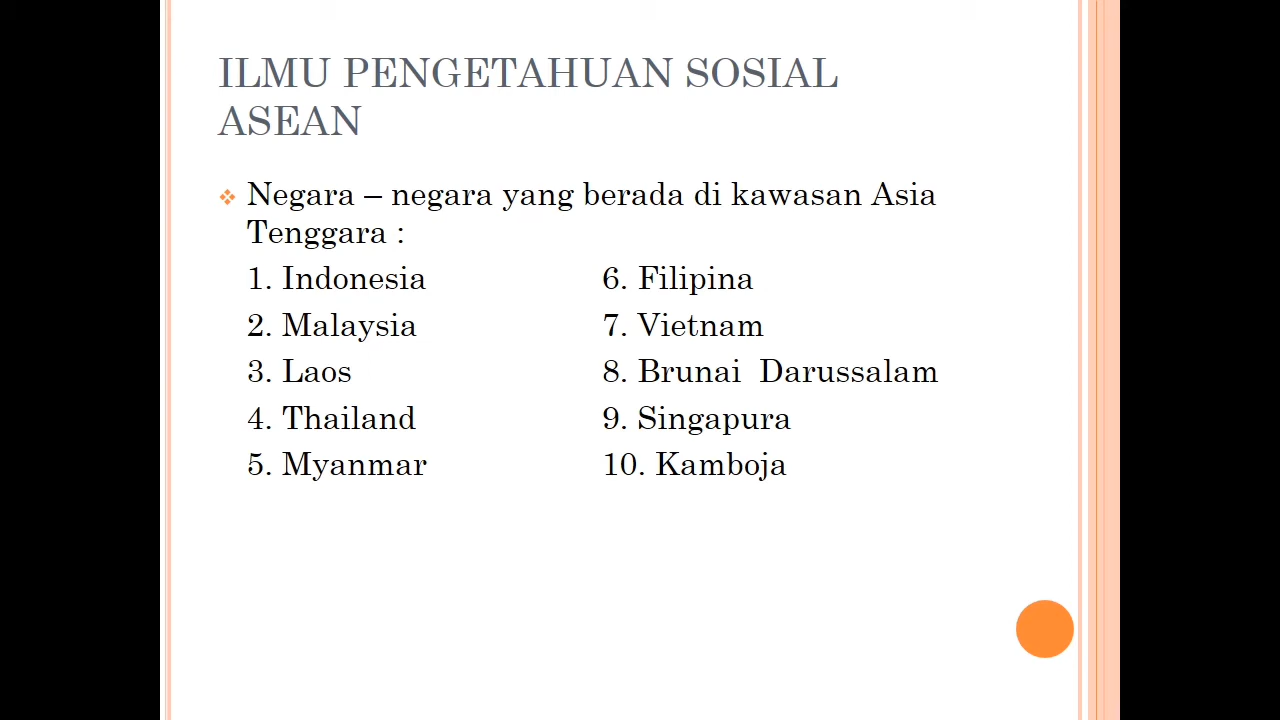 ILMU PENGETAHUAN SOSIAL
ASEAN
❖ Negara – negara yang berada di kawasan Asia
Tenggara :
1. Indonesia 6. Filipina
2. Malaysia 7. Vietnam
3. Laos 8. Brunai Darussalam
4. Thailand 9. Singapura
5. Myanmar 10. Kamboja